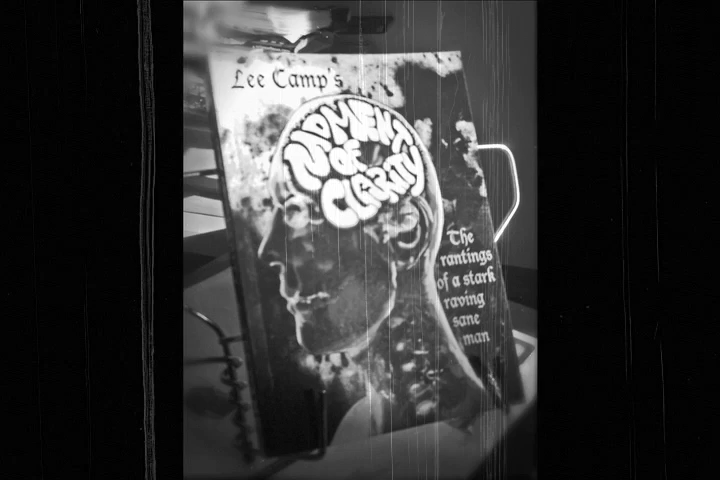 Lee Camp's
MOMENT
OF
CLARITY
The
rantings
of a stark
raving
sane
man